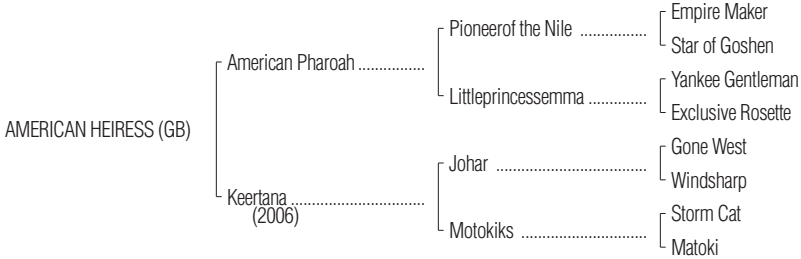 Empire Maker
Pioneerof the Nile ................
Star of Goshen
American Pharoah ................
Yankee Gentleman
Littleprincessemma ..............
Exclusive Rosette
AMERICAN HEIRESS (GB)
Gone West
Johar ..................................
Windsharp
Keertana ................................
(2006)
Storm Cat
Motokiks ..............................
Matoki